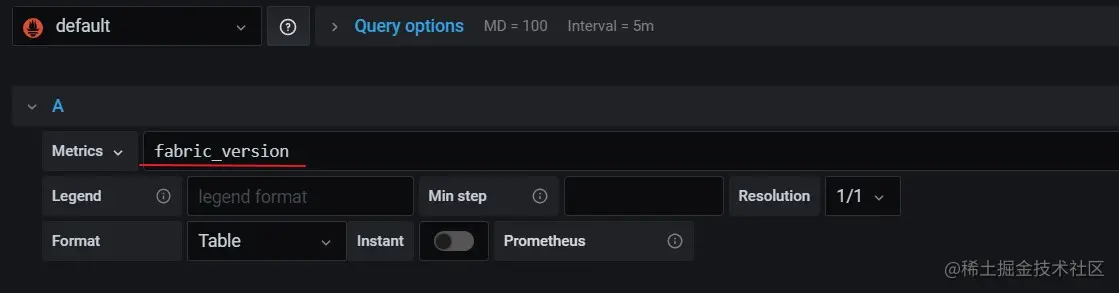 default Query options MD = 100 Interval = 5m
A
Metrics fabric_version
Legend legend format Min step Resolution 1/1
Format Table Instant Prometheus
@稀土掘金技术社区